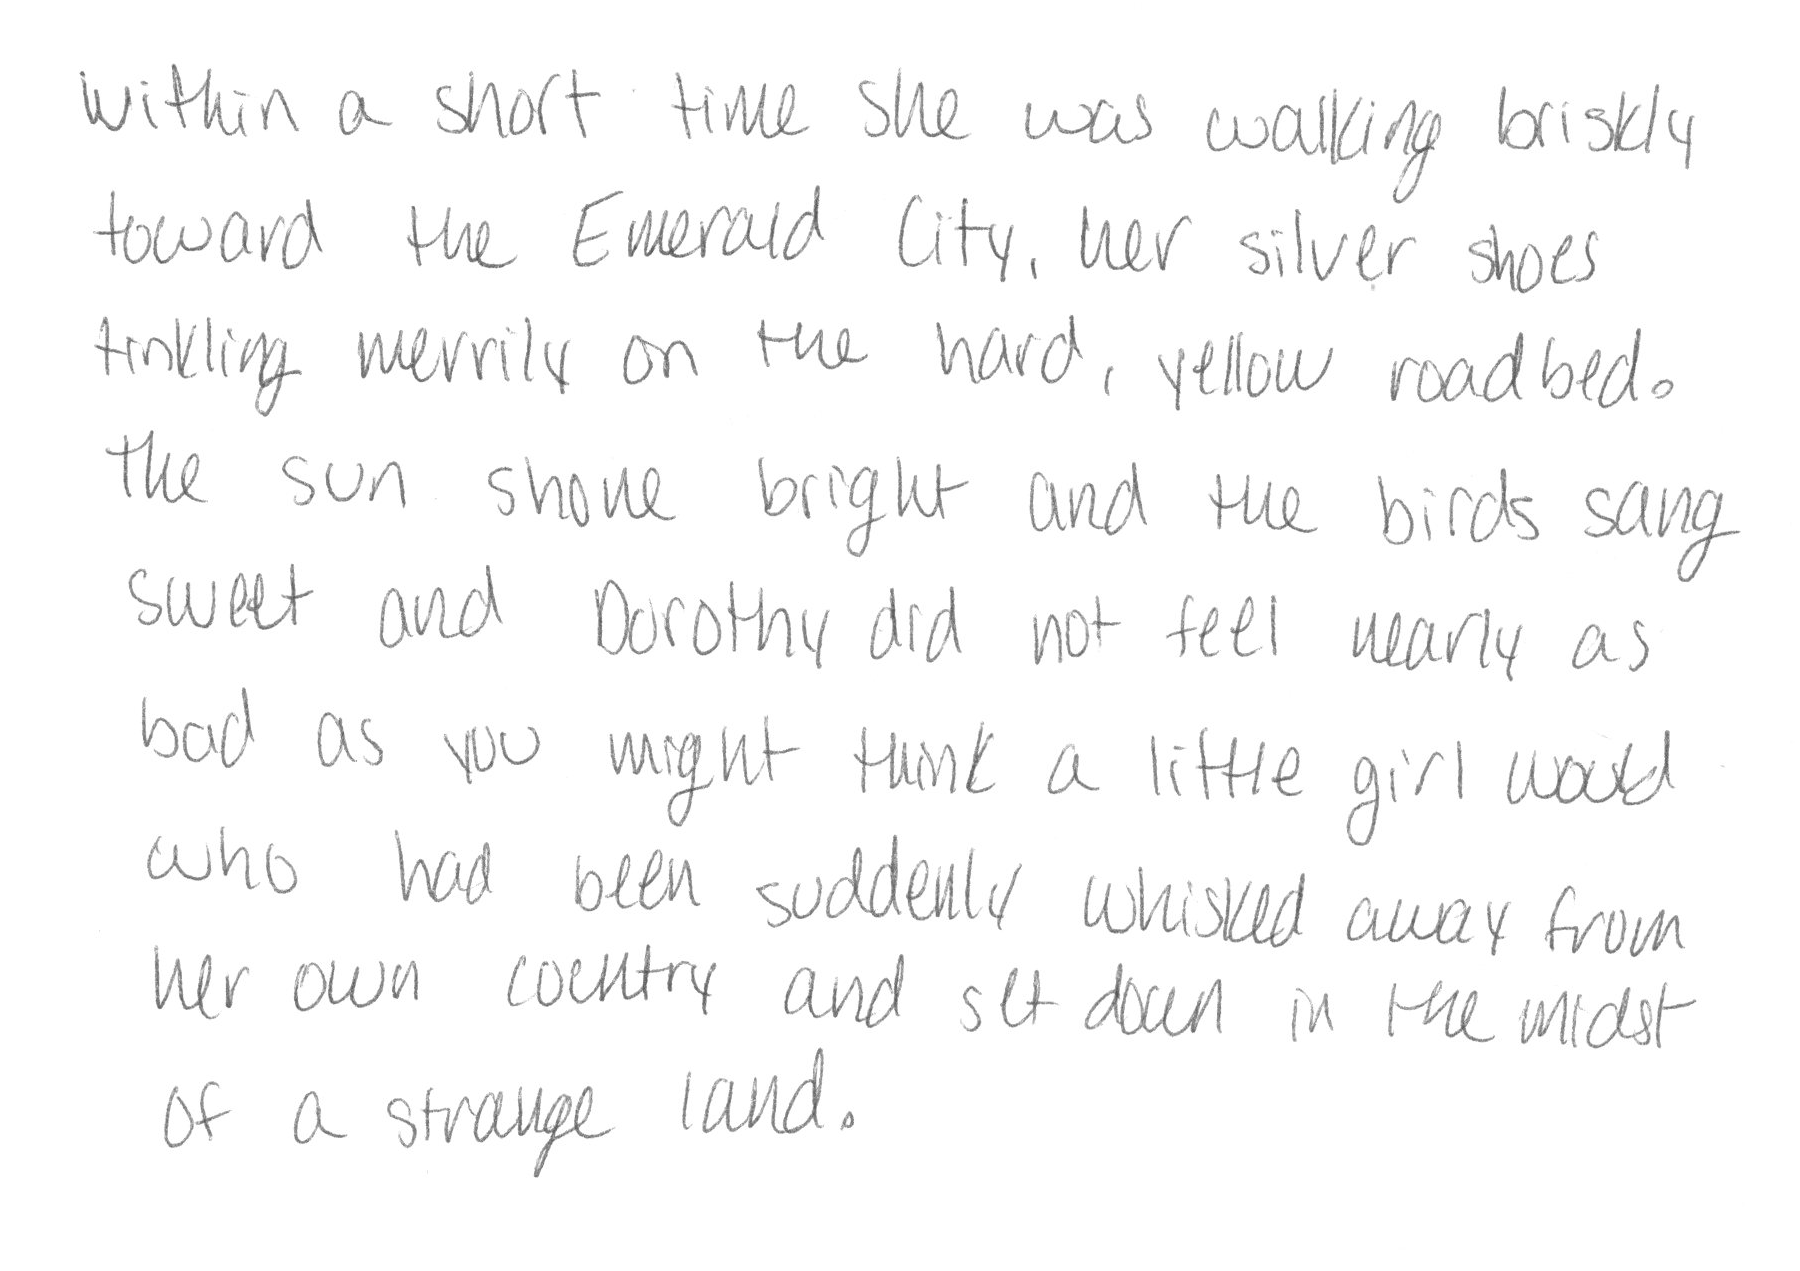 Within a short time she was walking briskly
toward the Emerald City, her silver shoes
tinkling merrily on the hard, yellow roadbed.
The sun shone bright and the birds sang
sweet and Dorothy did not feel nearly as
bad as you might think a little girl would
who had been suddenly whisked away from
her own country and set down in the midst
of a strange land.